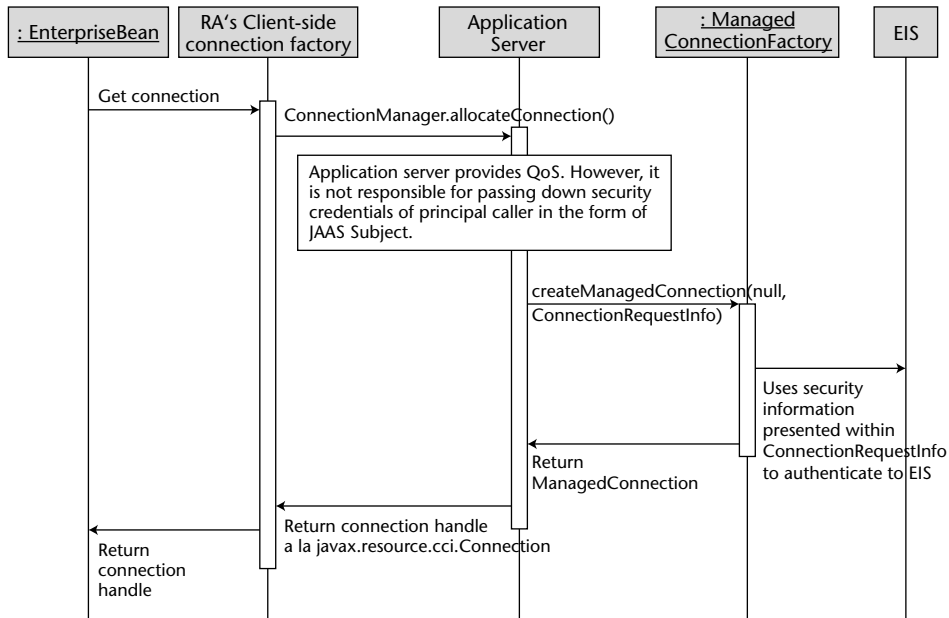 : EnterpriseBean
RA‘s Client-side
connection factory
Application
Server
: Managed
ConnectionFactory
EIS
Get connection
ConnectionManager.allocateConnection()
Application server provides QoS. However, it
is not responsible for passing down security
credentials of principal caller in the form of
JAAS Subject.
createManagedConnection(null,
ConnectionRequestInfo)
Uses security
information
presented within
ConnectionRequestInfo
to authenticate to EIS
Return
ManagedConnection
Return connection handle
a la javax.resource.cci.Connection
Return
connection
handle